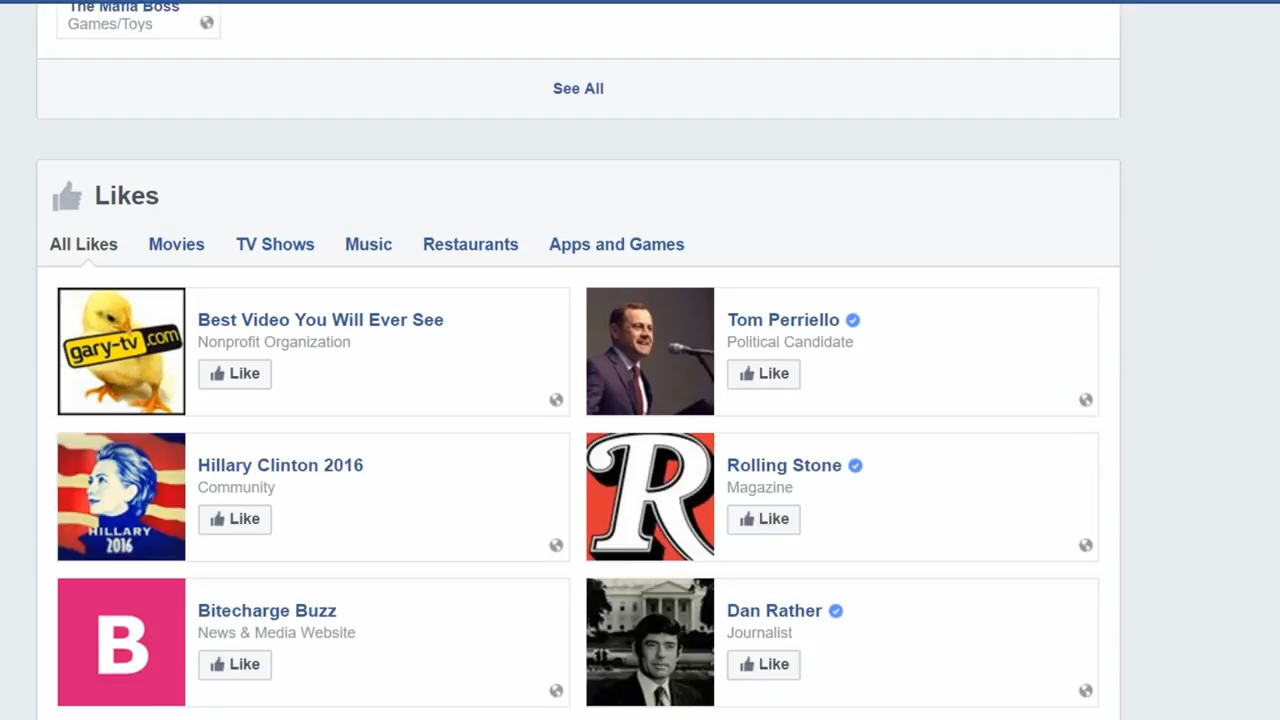 The Mafia Boss
Games/Toys
See All
Likes
All Likes Movies TV Shows Music Restaurants Apps and Games
gary-tv.com
Best Video You Will Ever See
Nonprofit Organization
Like
Tom Perriello
Political Candidate
Like
HILLARY
2016
Hillary Clinton 2016
Community
Like
R
Rolling Stone
Magazine
Like
B
Bitecharge Buzz
News & Media Website
Like
Dan Rather
Journalist
Like